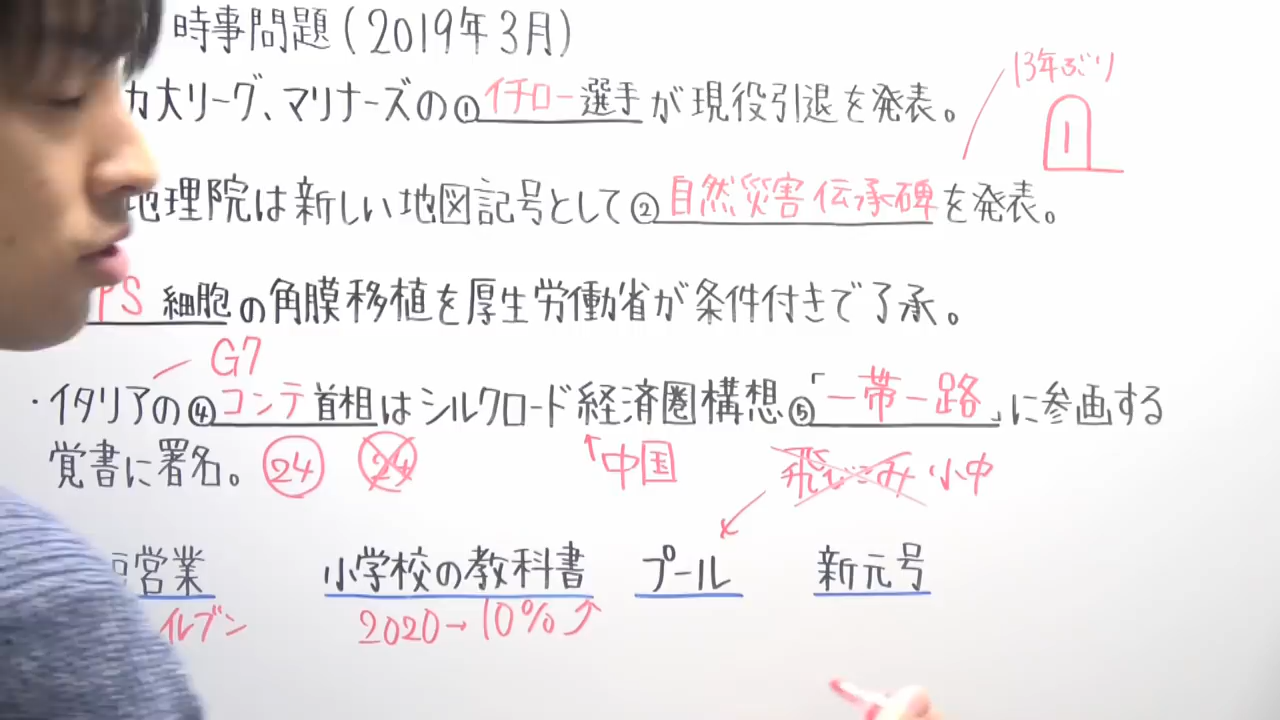 時事問題(2019年3月)
13年ぶり
カ大リーグ、マリナーズの①イチロー選手が現役引退を発表。
1
地理院は新しい地図記号として②自然災害伝承碑を発表。
PS細胞の角膜移植を厚生労働省が条件付きで了承。
G7
・イタリアの④コンテ首相はシルクロード経済圏構想⑤「一帯一路」に参画する
覚書に署名。 24 24 中国 飛びこみ 小中
営業 小学校の教科書 プール 新元号
イレブン 2020→10%